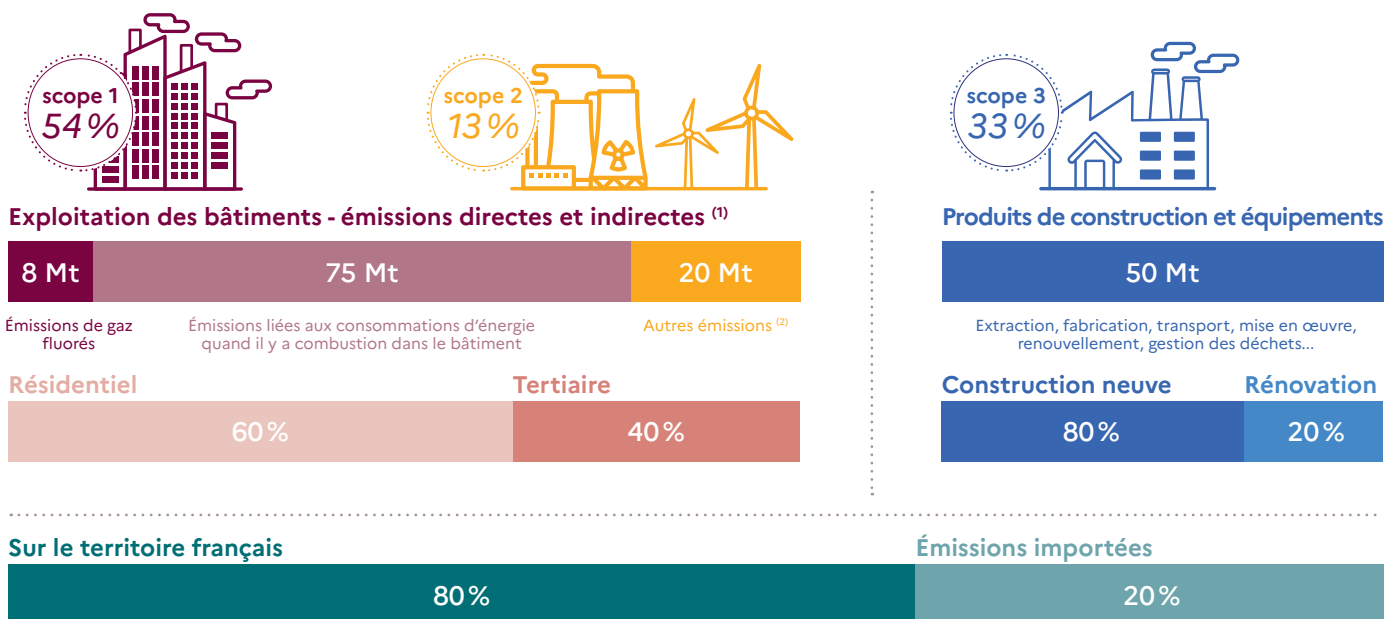 scope 1
54 %
scope 2
13 %
scope 3
33 %
Exploitation des bâtiments - émissions directes et indirectes (1)
8 Mt
75 Mt
20 Mt
Émissions de gaz
fluorés
Émissions liées aux consommations d’énergie
quand il y a combustion dans le bâtiment
Autres émissions (2)
Résidentiel
Tertiaire
60 %
40 %
Produits de construction et équipements
50 Mt
Extraction, fabrication, transport, mise en œuvre,
renouvellement, gestion des déchets...
Construction neuve
Rénovation
80 %
20 %
Sur le territoire français
Émissions importées
80 %
20 %